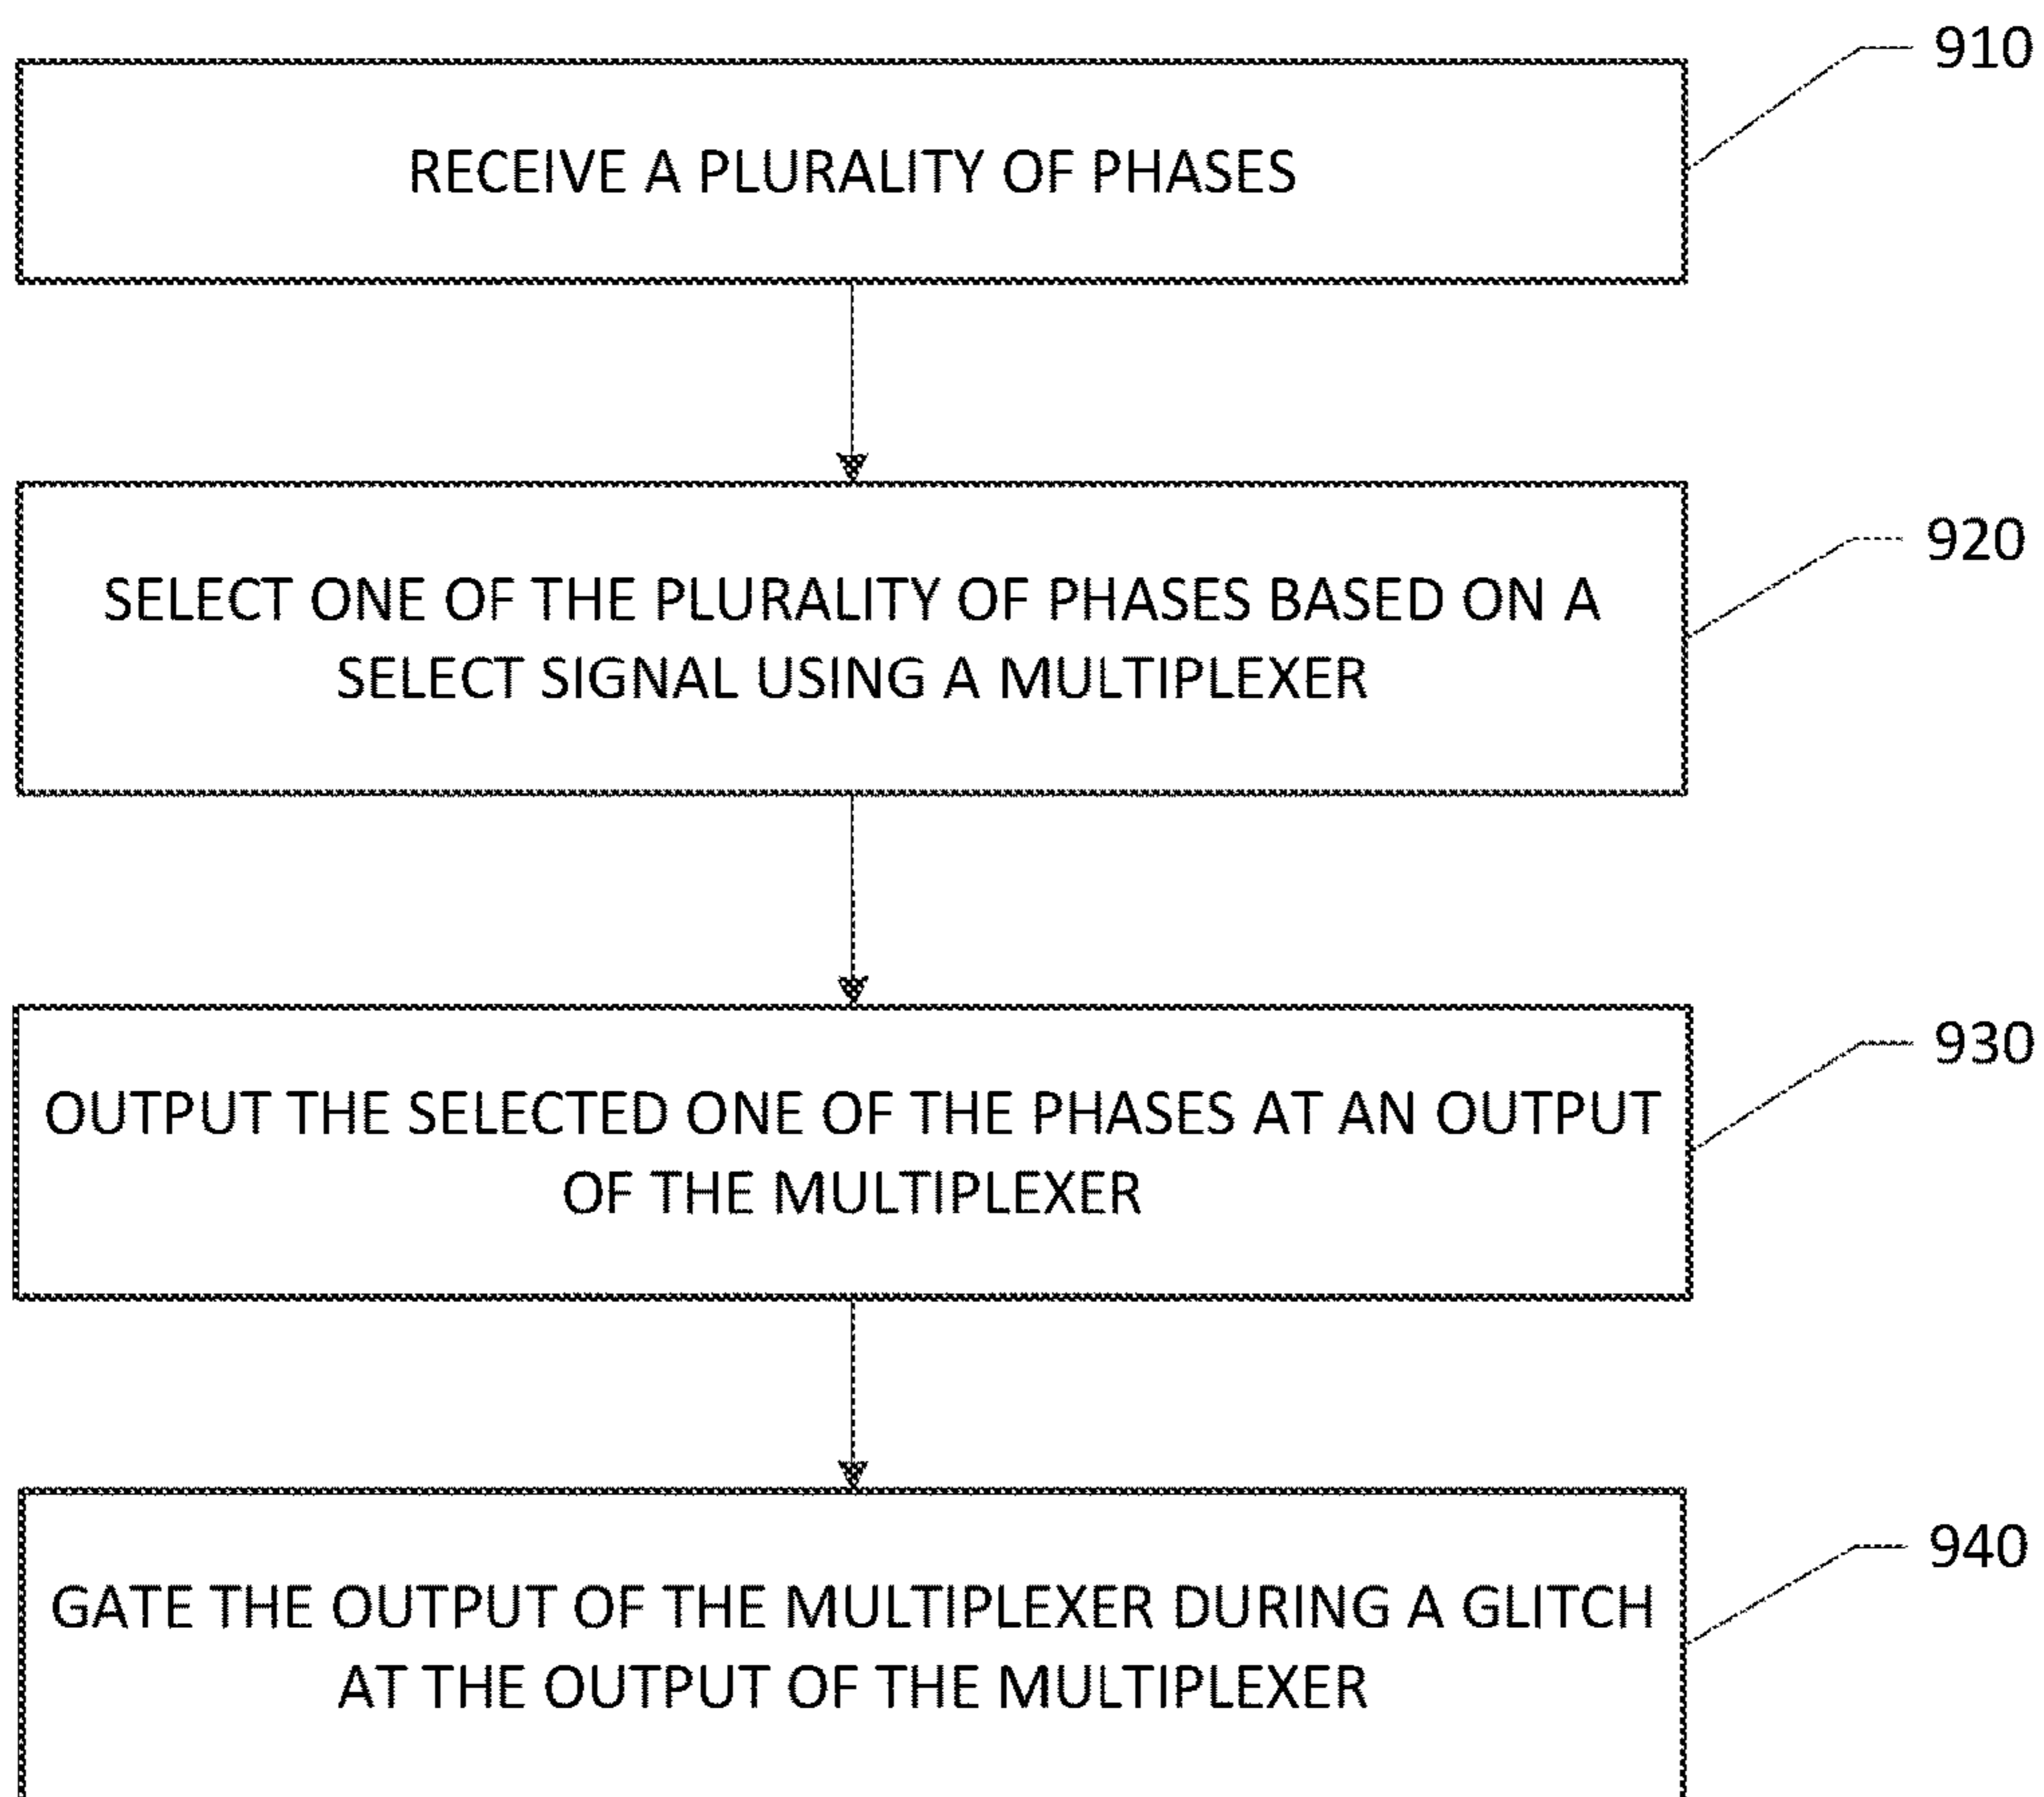 910
RECEIVE A PLURALITY OF PHASES
920
SELECT ONE OF THE PLURALITY OF PHASES BASED ON A
SELECT SIGNAL USING A MULTIPLEXER
930
OUTPUT THE SELECTED ONE OF THE PHASES AT AN OUTPUT
OF THE MULTIPLEXER
940
GATE THE OUTPUT OF THE MULTIPLEXER DURING A GLITCH
AT THE OUTPUT OF THE MULTIPLEXER